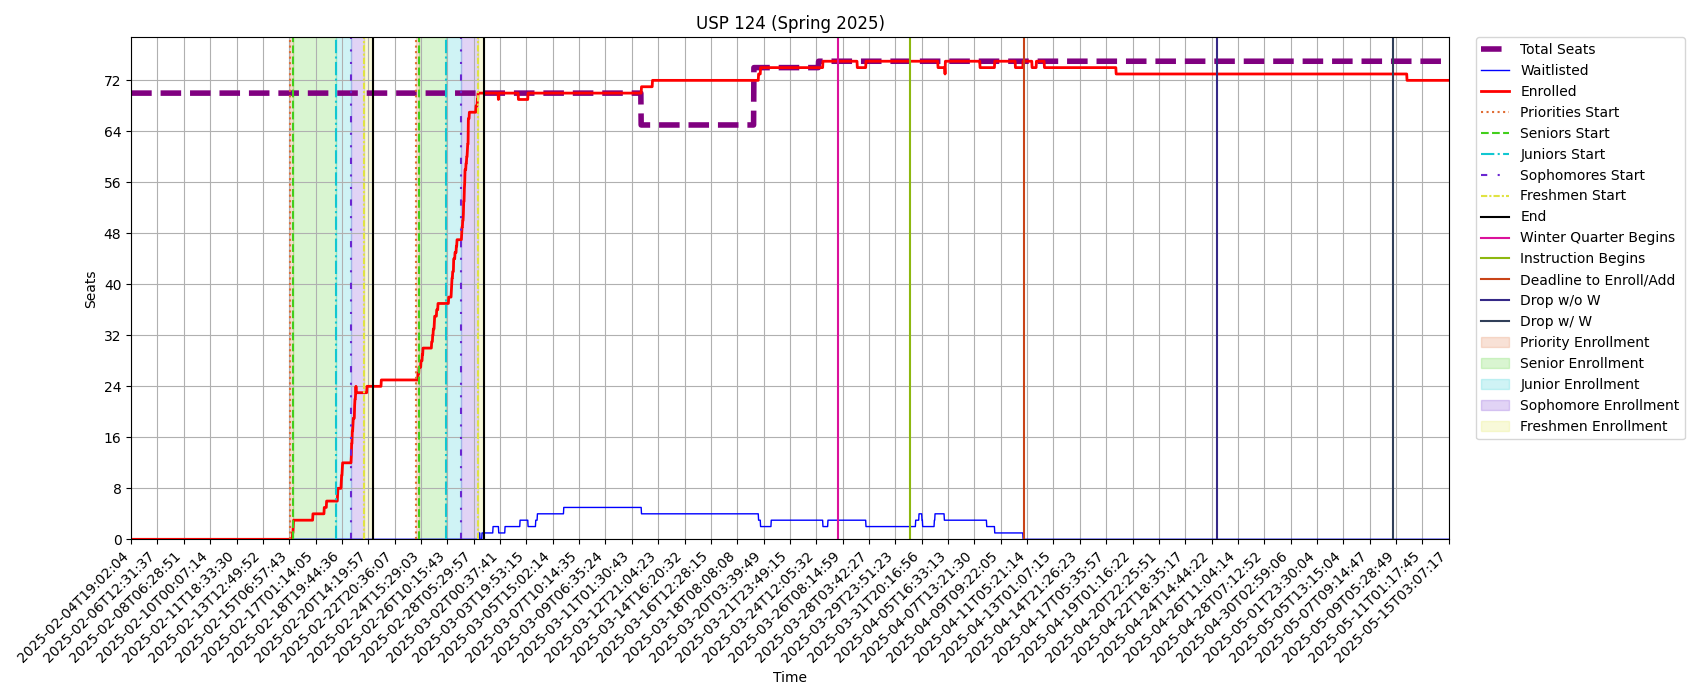 USP 124 (Spring 2025)
Seats
72
64
56
48
40
32
24
16
8
0
2025-02-04T19:02:04
2025-02-06T12:31:37
2025-02-08T06:28:51
2025-02-10T00:07:14
2025-02-11T18:33:30
2025-02-13T12:49:52
2025-02-15T06:57:43
2025-02-17T01:14:05
2025-02-18T19:44:36
2025-02-20T14:19:57
2025-02-22T20:36:07
2025-02-24T15:29:03
2025-02-26T10:15:43
2025-02-28T05:29:57
2025-03-02T00:37:41
2025-03-03T19:53:15
2025-03-05T15:02:14
2025-03-07T10:14:35
2025-03-09T06:35:24
2025-03-11T01:30:43
2025-03-12T21:04:23
2025-03-14T16:20:32
2025-03-16T12:28:15
2025-03-18T08:08:08
2025-03-20T03:39:49
2025-03-21T23:49:15
2025-03-24T12:05:32
2025-03-26T08:14:59
2025-03-28T03:42:27
2025-03-29T23:51:23
2025-03-31T20:16:56
2025-04-07T16:33:13
2025-04-07T13:21:30
2025-04-09T09:22:05
2025-04-11T05:21:14
2025-04-13T01:07:15
2025-04-14T21:26:23
2025-04-17T05:35:57
2025-04-19T01:16:22
2025-04-20T22:25:51
2025-04-22T18:35:17
2025-04-24T14:44:22
2025-04-26T11:04:14
2025-04-28T07:12:52
2025-04-30T02:59:06
2025-05-01T23:30:04
2025-05-03T13:15:04
2025-05-07T09:14:47
2025-05-09T05:28:49
2025-05-11T01:17:45
2025-05-15T03:07:17
Time
Total Seats
Waitlisted
Enrolled
Priorities Start
Seniors Start
Juniors Start
Sophomores Start
Freshmen Start
End
Winter Quarter Begins
Instruction Begins
Deadline to Enroll/Add
Drop w/o W
Drop w/ W
Priority Enrollment
Senior Enrollment
Junior Enrollment
Sophomore Enrollment
Freshmen Enrollment